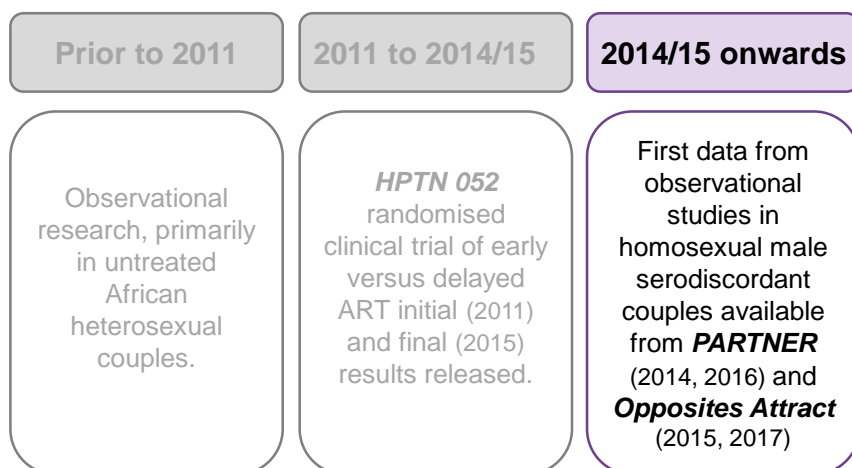 Prior to 2011
2011 to 2014/15
2014/15 onwards
Observational
research, primarily
in untreated
African
heterosexual
couples.
HPTN 052
randomised
clinical trial of early
versus delayed
ART initial (2011)
and final (2015)
results released.
First data from
observational
studies in
homosexual male
serodiscordant
couples available
from PARTNER
(2014, 2016) and
Opposites Attract
(2015, 2017)